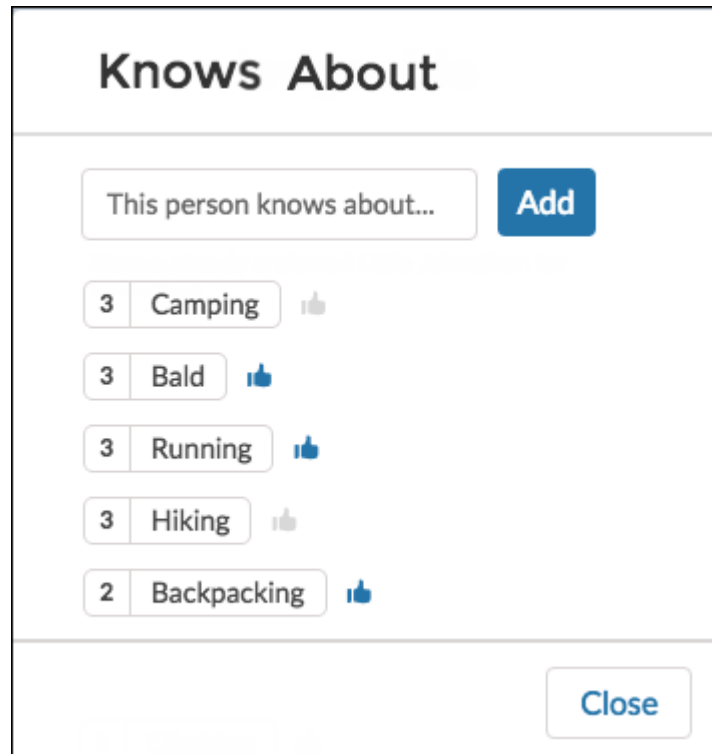 Knows About
This person knows about... Add
3 Camping
3 Bald
3 Running
3 Hiking
2 Backpacking
Close